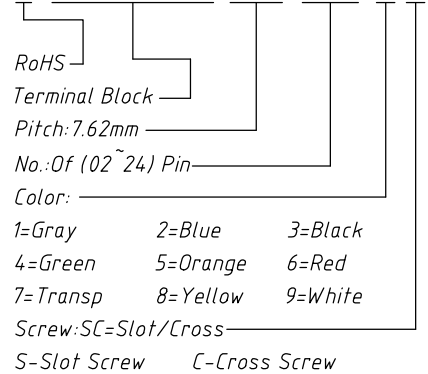 RoHS
Terminal Block
Pitch:7.62mm
No.:Of (02~24) Pin
Color:
1=Gray 2=Blue 3=Black
4=Green 5=Orange 6=Red
7=Transp 8=Yellow 9=White
Screw:SC=Slot/Cross
S-Slot Screw C-Cross Screw